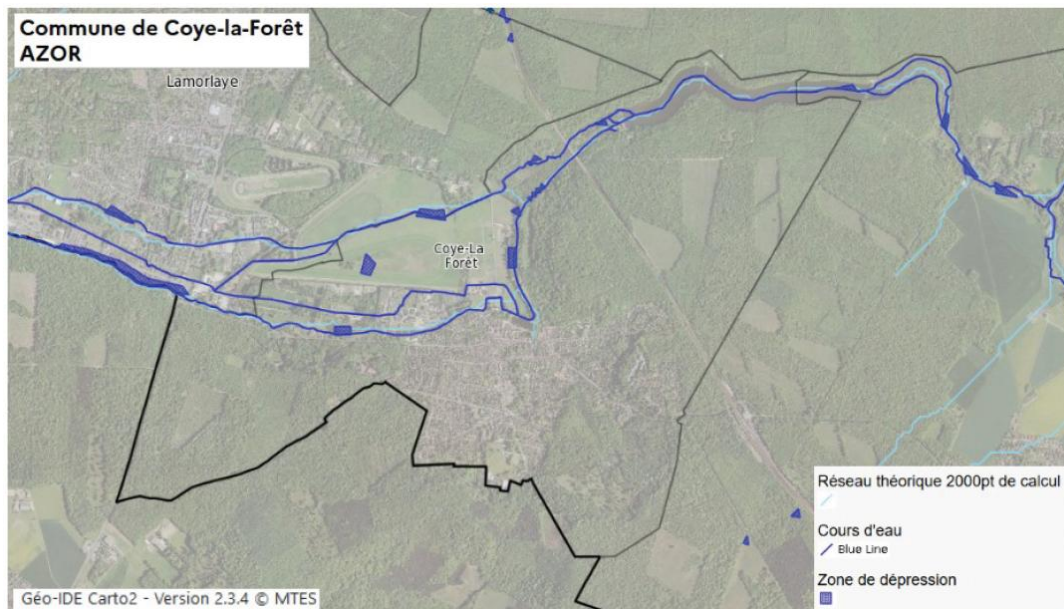 Commune de Coye-la-Forêt
AZOR
Lamorlaye
Coye-La
Forêt
Réseau théorique 2000pt de calcul
Cours d'eau
Blue Line
Zone de dépression
Géo-IDE Carto2 - Version 2.3.4 © MTES